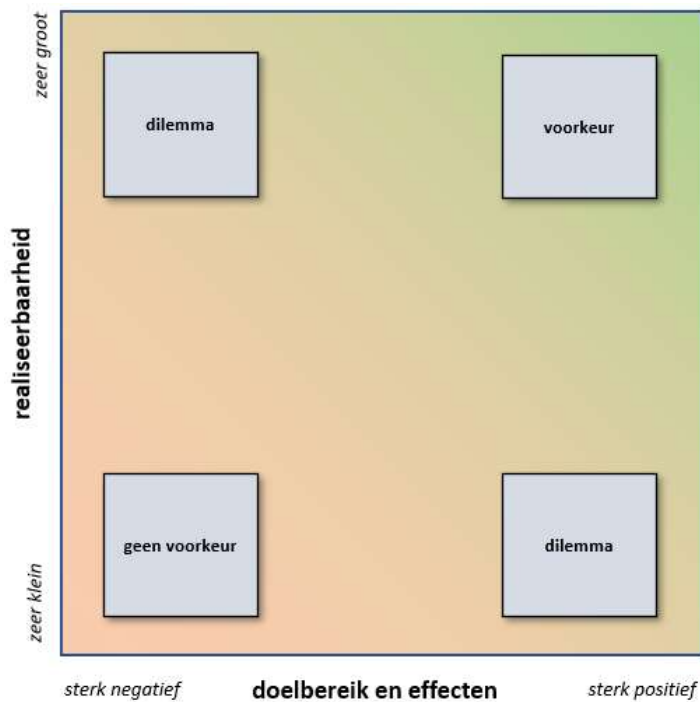 zeer groot
dilemma
voorkeur
realiseerbaarheid
geen voorkeur
dilemma
zeer klein
sterk negatief
doelbereik en effecten
sterk positief